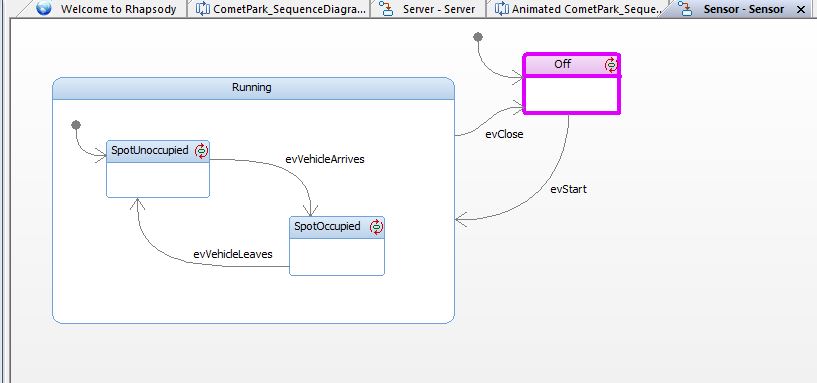 Welcome to Rhapsody
CometPark_SequenceDiagra...
Server - Server
Animated CometPark_Seque...
Sensor - Sensor
Off
Running
evClose
SpotUnoccupied
evVehicleArrives
evStart
SpotOccupied
evVehicleLeaves